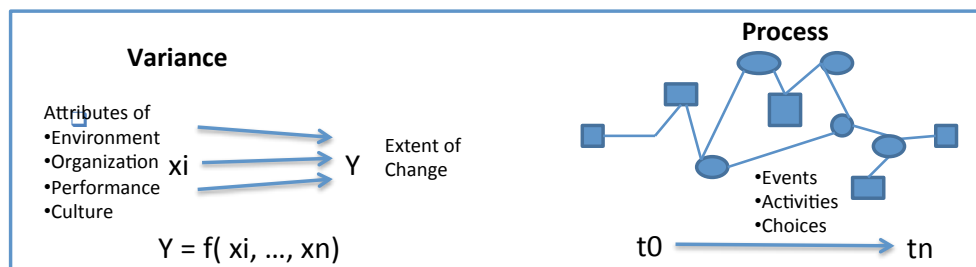 Variance
Attributes of
•Environment
•Organization
•Performance
•Culture
xi
Y
Extent of
Change
Y = f( xi, ..., xn)
Process
•Events
•Activities
•Choices
t0
tn